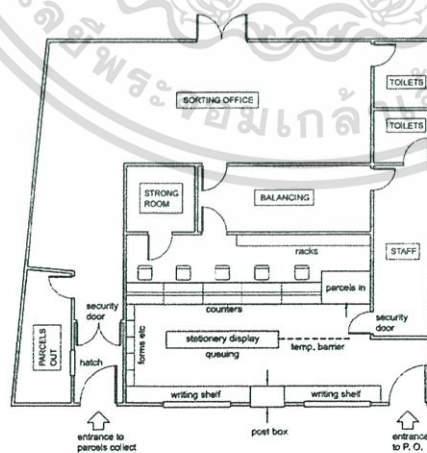 SORTING OFFICE
TOILETS
TOILETS
STRONG
ROOM
BALANCING
racks
STAFF
parcels in
counters
security
door
security
door
PARCELS
OUT
hatch
forms etc
stationery display
queuing
temp. barrier
writing shelf
writing shelf
post box
entrance to
parcels collect
entrance
to P. O.